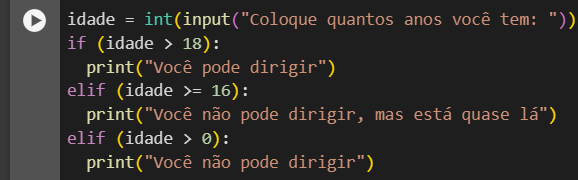 idade = int(input("Coloque quantos anos você tem: "))
if (idade > 18):
  print("Você pode dirigir")
elif (idade >= 16):
  print("Você não pode dirigir, mas está quase lá")
elif (idade > 0):
  print("Você não pode dirigir")